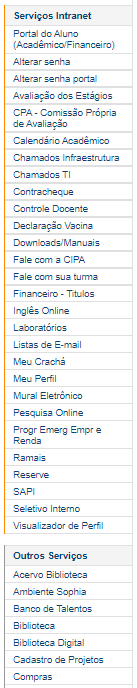 Serviços Intranet
Portal do Aluno
(Acadêmico/Financeiro)
Alterar senha
Alterar senha portal
Avaliação dos Estágios
CPA - Comissão Própria
de Avaliação
Calendário Acadêmico
Chamados Infraestrutura
Chamados TI
Contracheque
Controle Docente
Declaração Vacina
Downloads/Manuais
Fale com a CIPA
Fale com sua turma
Financeiro - Titulos
Inglês Online
Laboratórios
Listas de E-mail
Meu Crachá
Meu Perfil
Mural Eletrônico
Pesquisa Online
Progr Emerg Empr e
Renda
Ramais
Reserve
SAPI
Seletivo Interno
Visualizador de Perfil
Outros Serviços
Acervo Biblioteca
Ambiente Sophia
Banco de Talentos
Biblioteca
Biblioteca Digital
Cadastro de Projetos
Compras